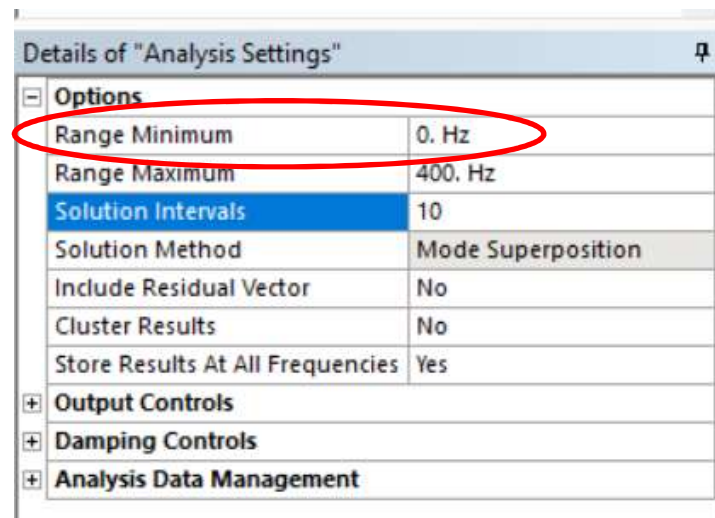 Details of "Analysis Settings"
Options
Range Minimum 0. Hz
Range Maximum 400. Hz
Solution Intervals 10
Solution Method Mode Superposition
Include Residual Vector No
Cluster Results No
Store Results At All Frequencies Yes
Output Controls
Damping Controls
Analysis Data Management